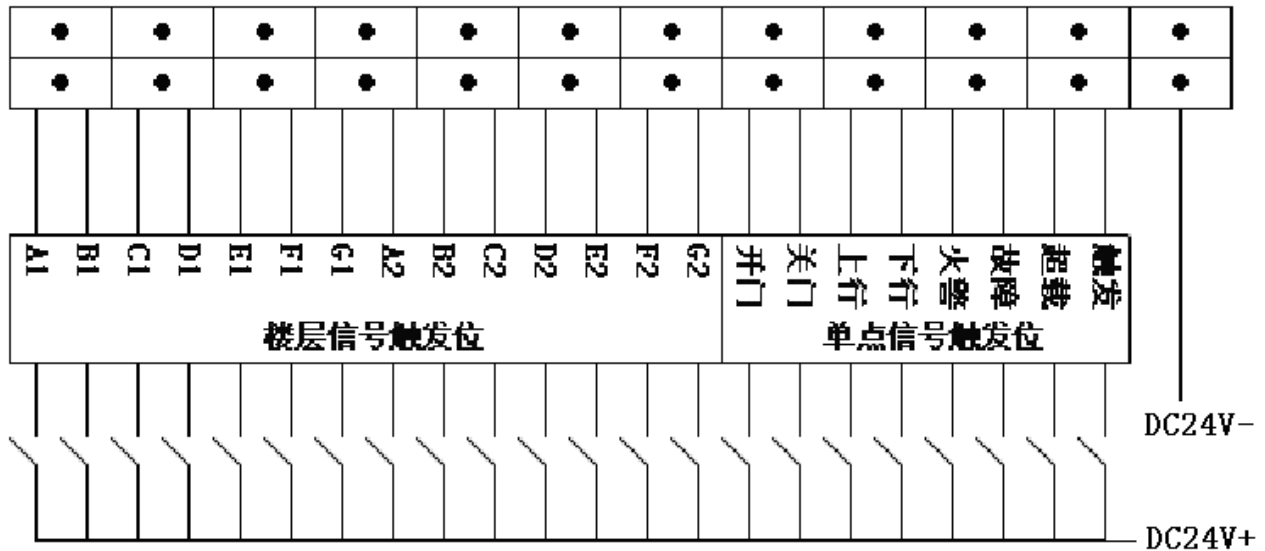 A1 B1 C1 D1 E1 F1 G1 A2 B2 C2 D2 E2 F2 G2 开门 关门 上行 下行 火警 故障 超载 触发
楼层信号触发位 单点信号触发位
DC24V-
DC24V+